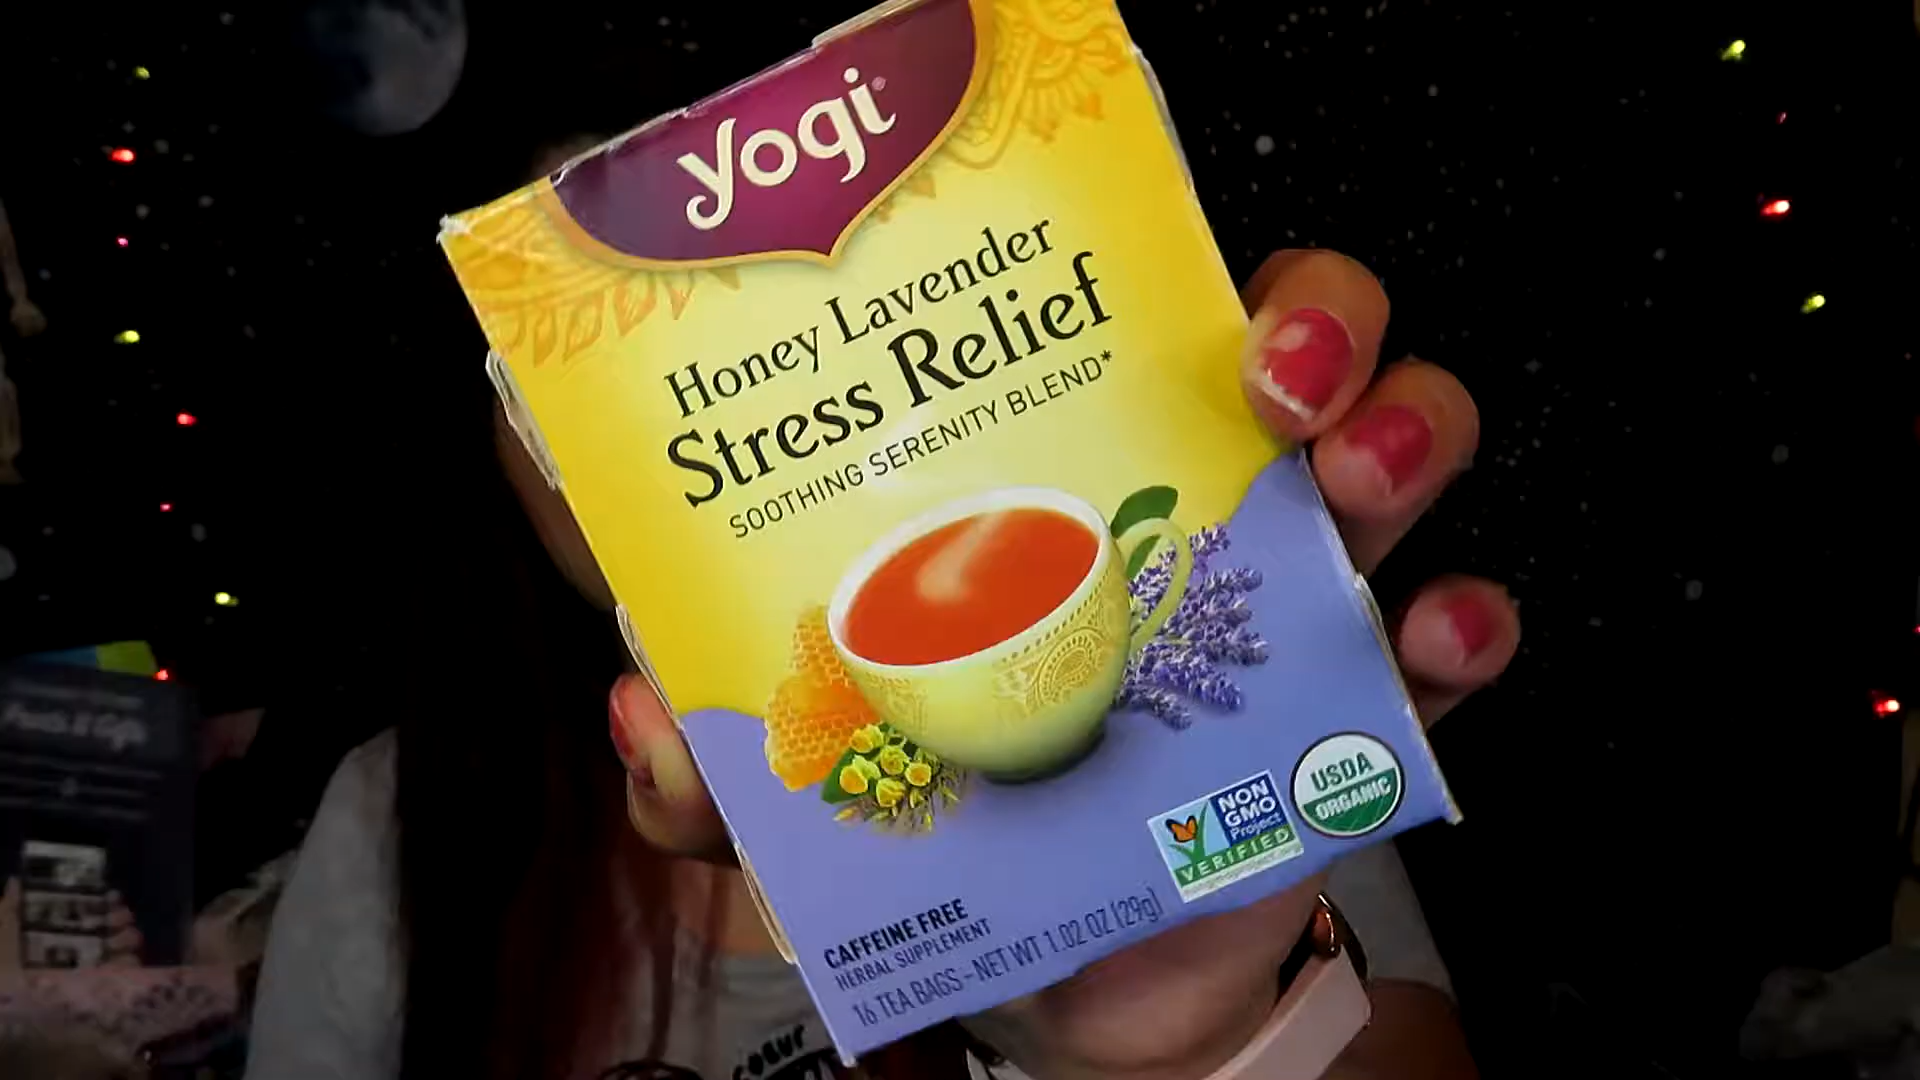 yogi®
Honey Lavender
Stress Relief
SOOTHING SERENITY BLEND*
NON
GMO
Project
VERIFIED
USDA
ORGANIC
CAFFEINE FREE
HERBAL SUPPLEMENT
16 TEA BAGS – NET WT 1.02 OZ (29g)
coeur